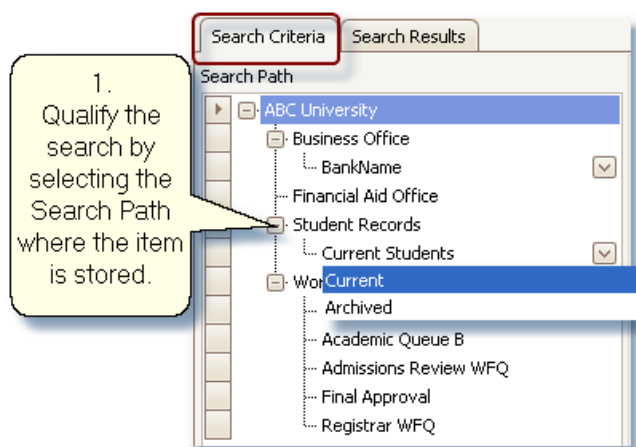 Search Criteria Search Results
Search Path
1.
Qualify the
search by
selecting the
Search Path
where the item
is stored.
ABC University
Business Office
BankName
Financial Aid Office
Student Records
Current Students
Wor
Current
Archived
Academic Queue B
Admissions Review WFQ
Final Approval
Registrar WFQ